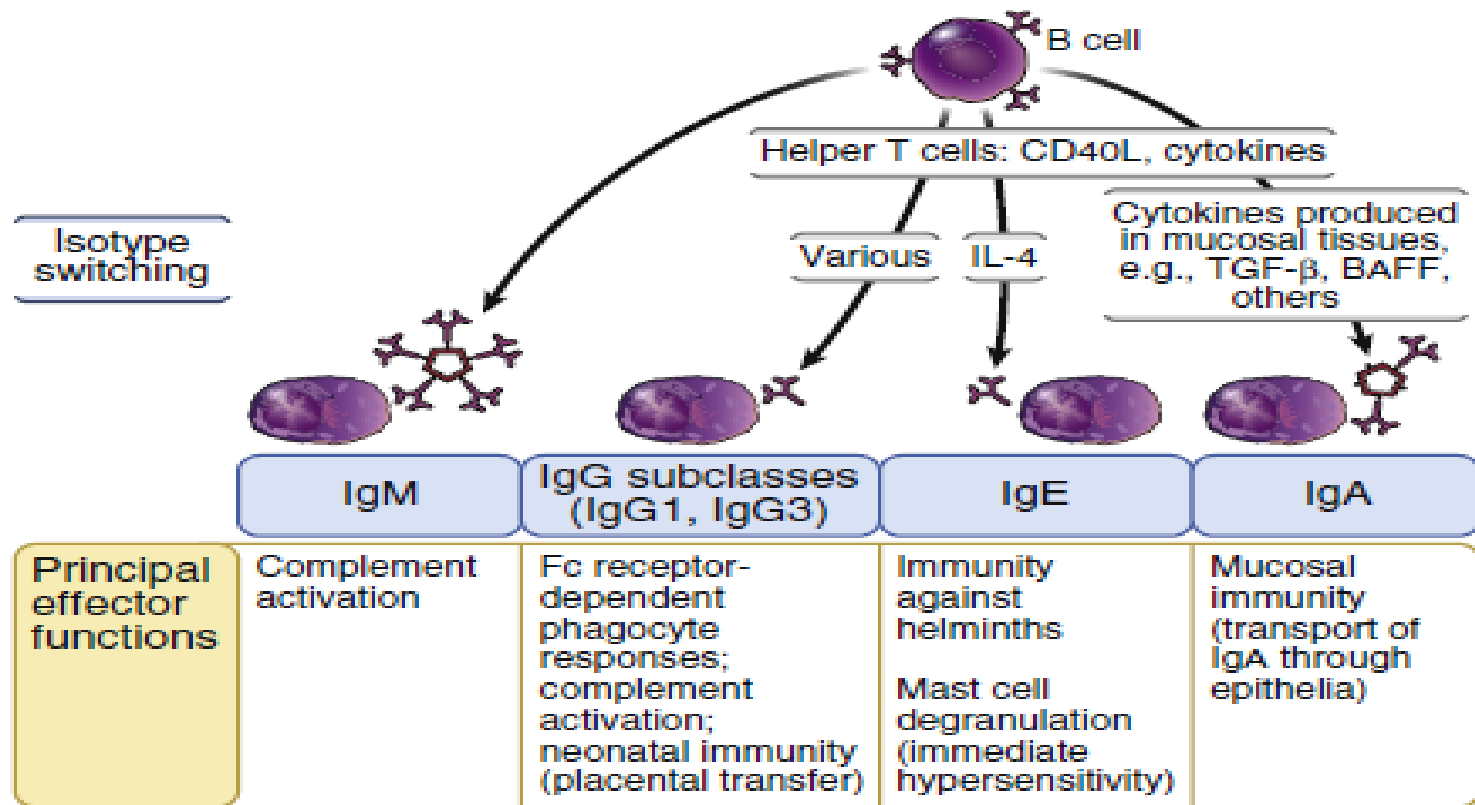 B cell
Helper T cells: CD40L, cytokines
Isotype
switching
Various
IL-4
Cytokines produced
in mucosal tissues,
e.g., TGF-β, BAFF,
others
IgM
IgG subclasses
(IgG1, IgG3)
IgE
IgA
Principal
effector
functions
Complement
activation
Fc receptor-
dependent
phagocyte
responses;
complement
activation;
neonatal immunity
(placental transfer)
Immunity
against
helminths
Mast cell
degranulation
(immediate
hypersensitivity)
Mucosal
immunity
(transport of
IgA through
epithelia)